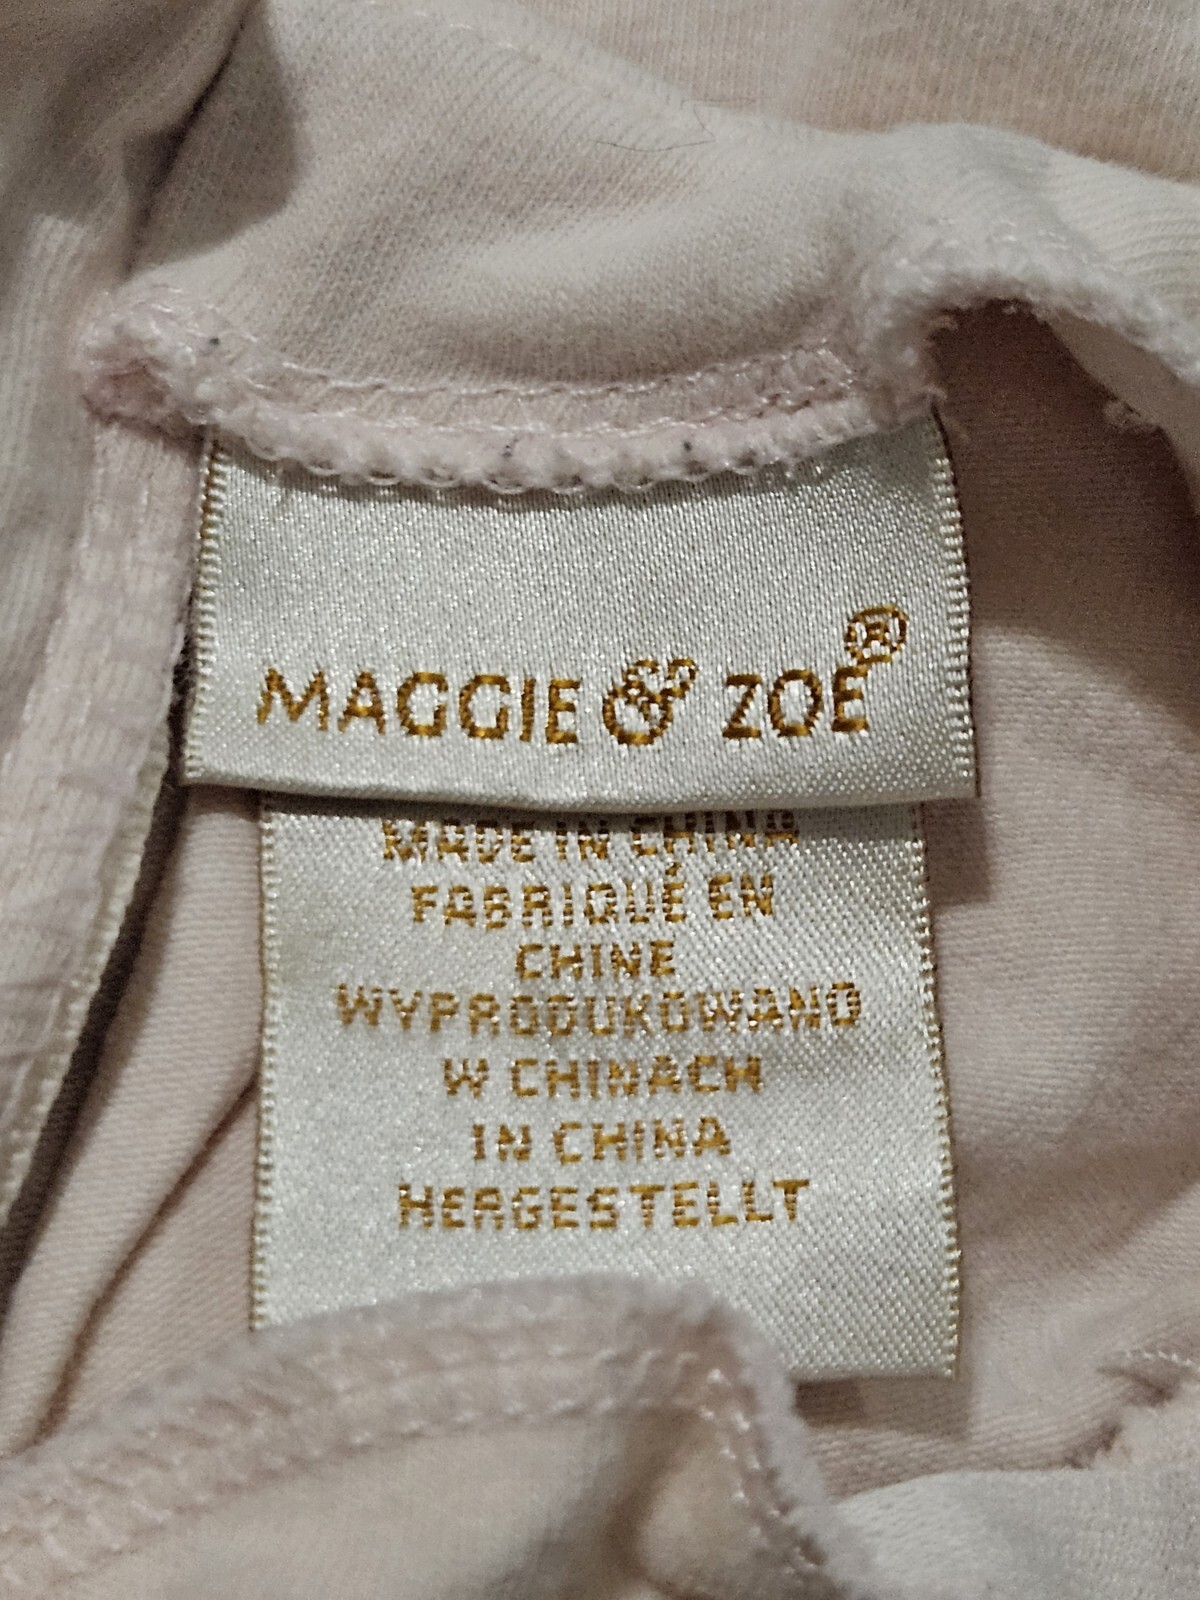 MAGGIE & ZOE®
MADE IN CHINA
FABRIQUÉ EN
CHINE
WYPRODUKOWANO
W CHINACH
IN CHINA
HERGESTELLT